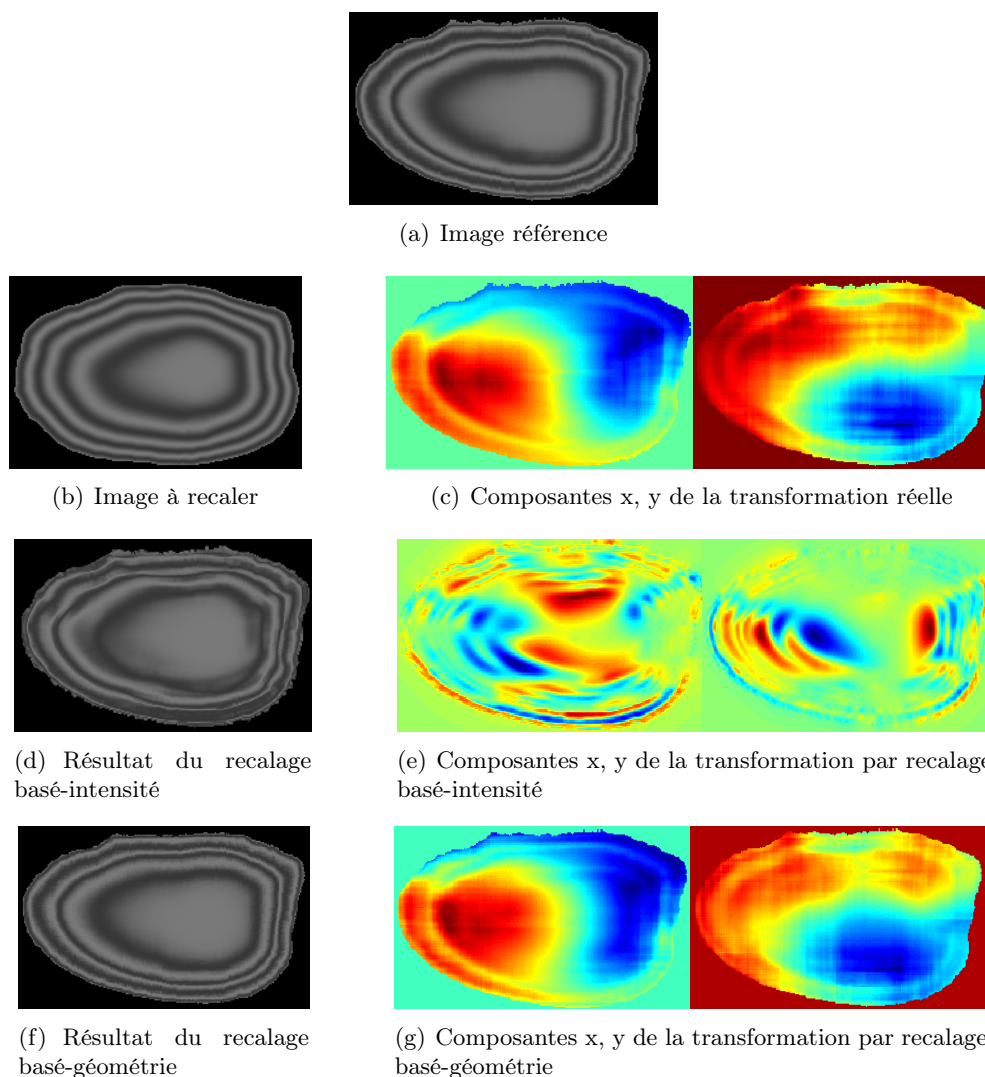 (a) Image référence
(b) Image à recaler
(c) Composantes x, y de la transformation réelle
(d) Résultat du recalage
basé-intensité
(e) Composantes x, y de la transformation par recalage
basé-intensité
(f) Résultat du recalage
basé-géométrie
(g) Composantes x, y de la transformation par recalage
basé-géométrie